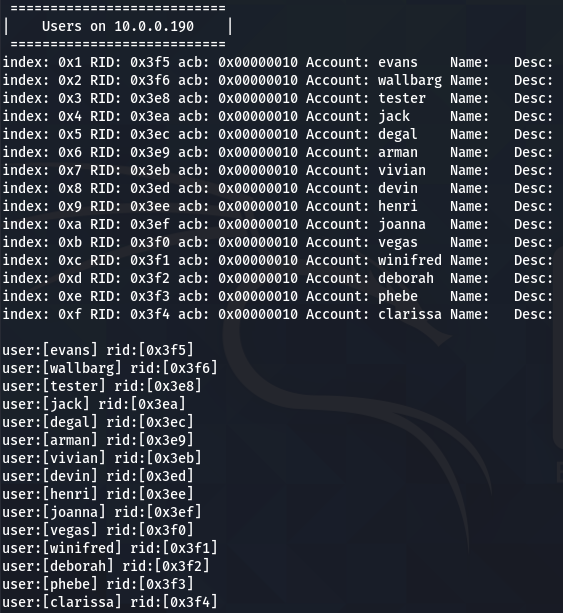 ===========================
|    Users on 10.0.0.190    |
===========================
index: 0x1 RID: 0x3f5 acb: 0x00000010 Account: evans	Name: 	Desc:
index: 0x2 RID: 0x3f6 acb: 0x00000010 Account: wallbarg	Name: 	Desc:
index: 0x3 RID: 0x3e8 acb: 0x00000010 Account: tester	Name: 	Desc:
index: 0x4 RID: 0x3ea acb: 0x00000010 Account: jack	Name: 	Desc:
index: 0x5 RID: 0x3ec acb: 0x00000010 Account: degal	Name: 	Desc:
index: 0x6 RID: 0x3e9 acb: 0x00000010 Account: arman	Name: 	Desc:
index: 0x7 RID: 0x3eb acb: 0x00000010 Account: vivian	Name: 	Desc:
index: 0x8 RID: 0x3ed acb: 0x00000010 Account: devin	Name: 	Desc:
index: 0x9 RID: 0x3ee acb: 0x00000010 Account: henri	Name: 	Desc:
index: 0xa RID: 0x3ef acb: 0x00000010 Account: joanna	Name: 	Desc:
index: 0xb RID: 0x3f0 acb: 0x00000010 Account: vegas	Name: 	Desc:
index: 0xc RID: 0x3f1 acb: 0x00000010 Account: winifred	Name: 	Desc:
index: 0xd RID: 0x3f2 acb: 0x00000010 Account: deborah	Name: 	Desc:
index: 0xe RID: 0x3f3 acb: 0x00000010 Account: phebe	Name: 	Desc:
index: 0xf RID: 0x3f4 acb: 0x00000010 Account: clarissa	Name: 	Desc:

user:[evans] rid:[0x3f5]
user:[wallbarg] rid:[0x3f6]
user:[tester] rid:[0x3e8]
user:[jack] rid:[0x3ea]
user:[degal] rid:[0x3ec]
user:[arman] rid:[0x3e9]
user:[vivian] rid:[0x3eb]
user:[devin] rid:[0x3ed]
user:[henri] rid:[0x3ee]
user:[joanna] rid:[0x3ef]
user:[vegas] rid:[0x3f0]
user:[winifred] rid:[0x3f1]
user:[deborah] rid:[0x3f2]
user:[phebe] rid:[0x3f3]
user:[clarissa] rid:[0x3f4]